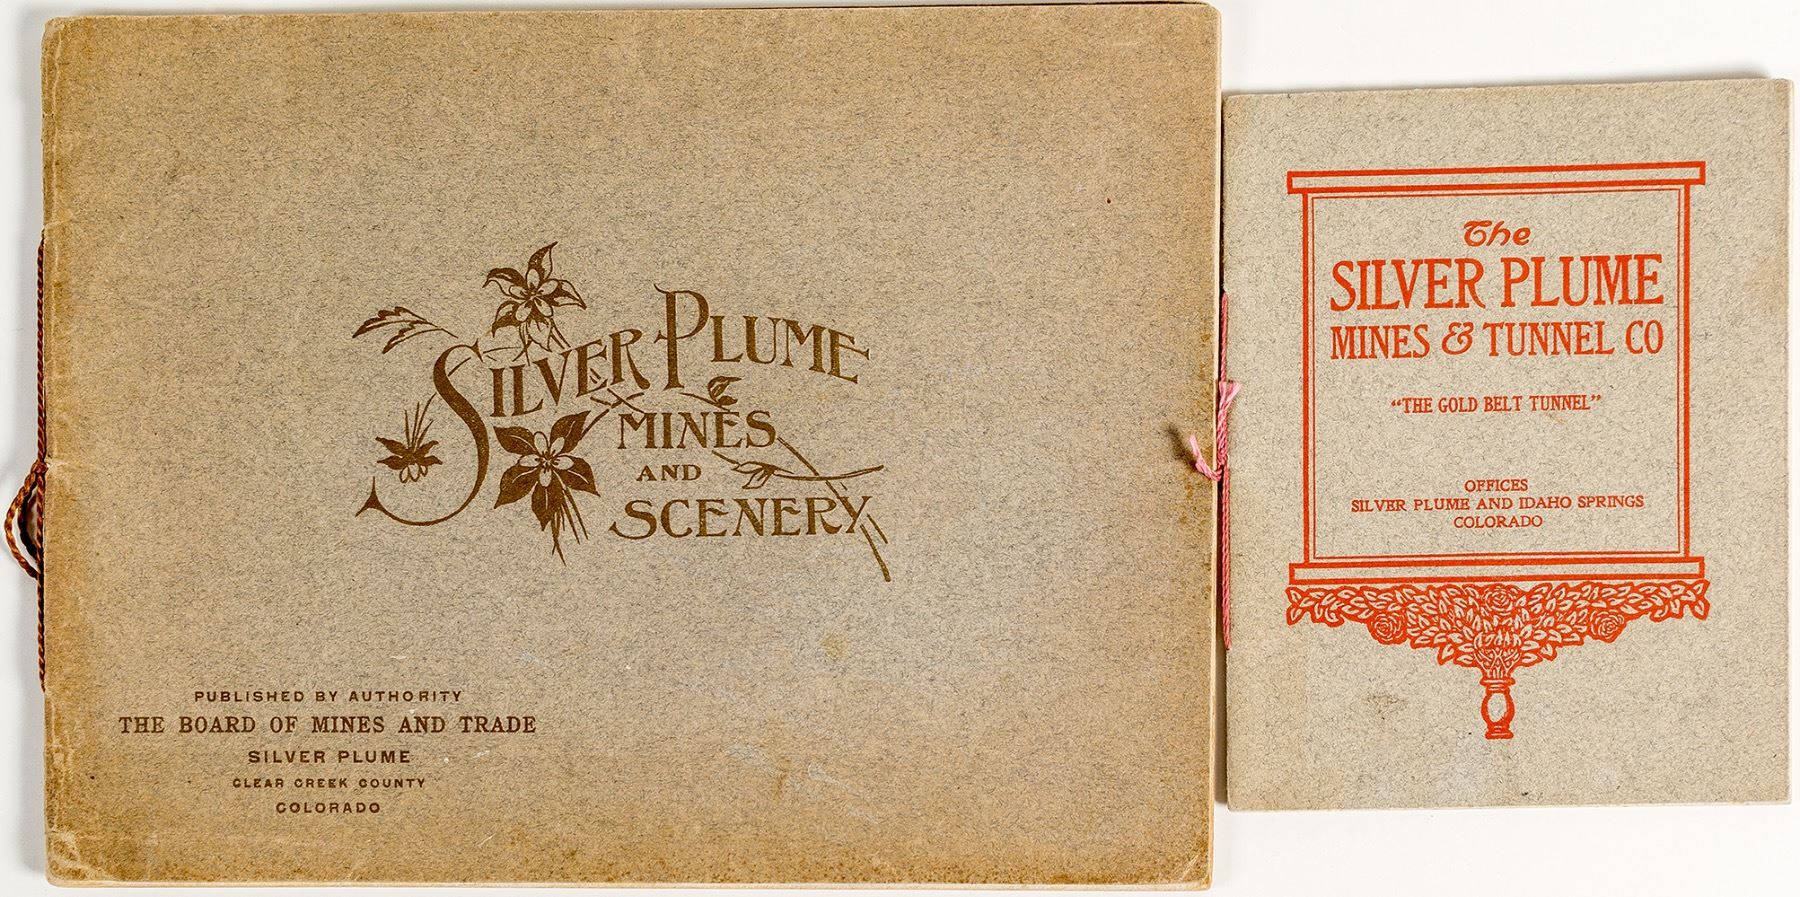 SILVER PLUME
MINES
AND
SCENERY
PUBLISHED BY AUTHORITY
THE BOARD OF MINES AND TRADE
SILVER PLUME
CLEAR CREEK COUNTY
COLORADO
The
SILVER PLUME
MINES & TUNNEL CO
“THE GOLD BELT TUNNEL”
OFFICES
SILVER PLUME AND IDAHO SPRINGS
COLORADO